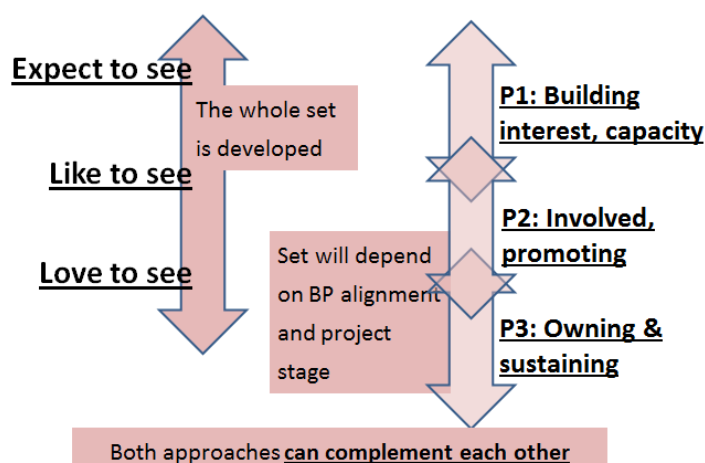 Expect to see
Like to see
Love to see
The whole set
is developed
Set will depend
on BP alignment
and project
stage
P1: Building
interest, capacity
P2: Involved,
promoting
P3: Owning &
sustaining
Both approaches can complement each other